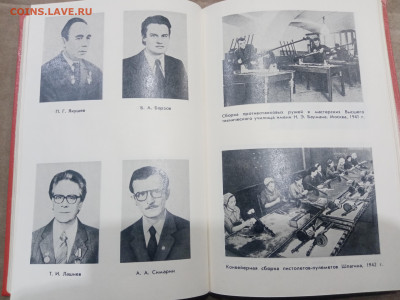 COINS.LAVE.RU
П. Г. Якушев
В. А. Барсов
Т. И. Лашнев
А. А. Симарин
Сборка противотанковых ружей в мастерских Высшего
технического училища имени Н. Э. Баумана. Москва, 1941 г.
Конвейерная сборка пистолетов-пулеметов Шпагина, 1942 г.